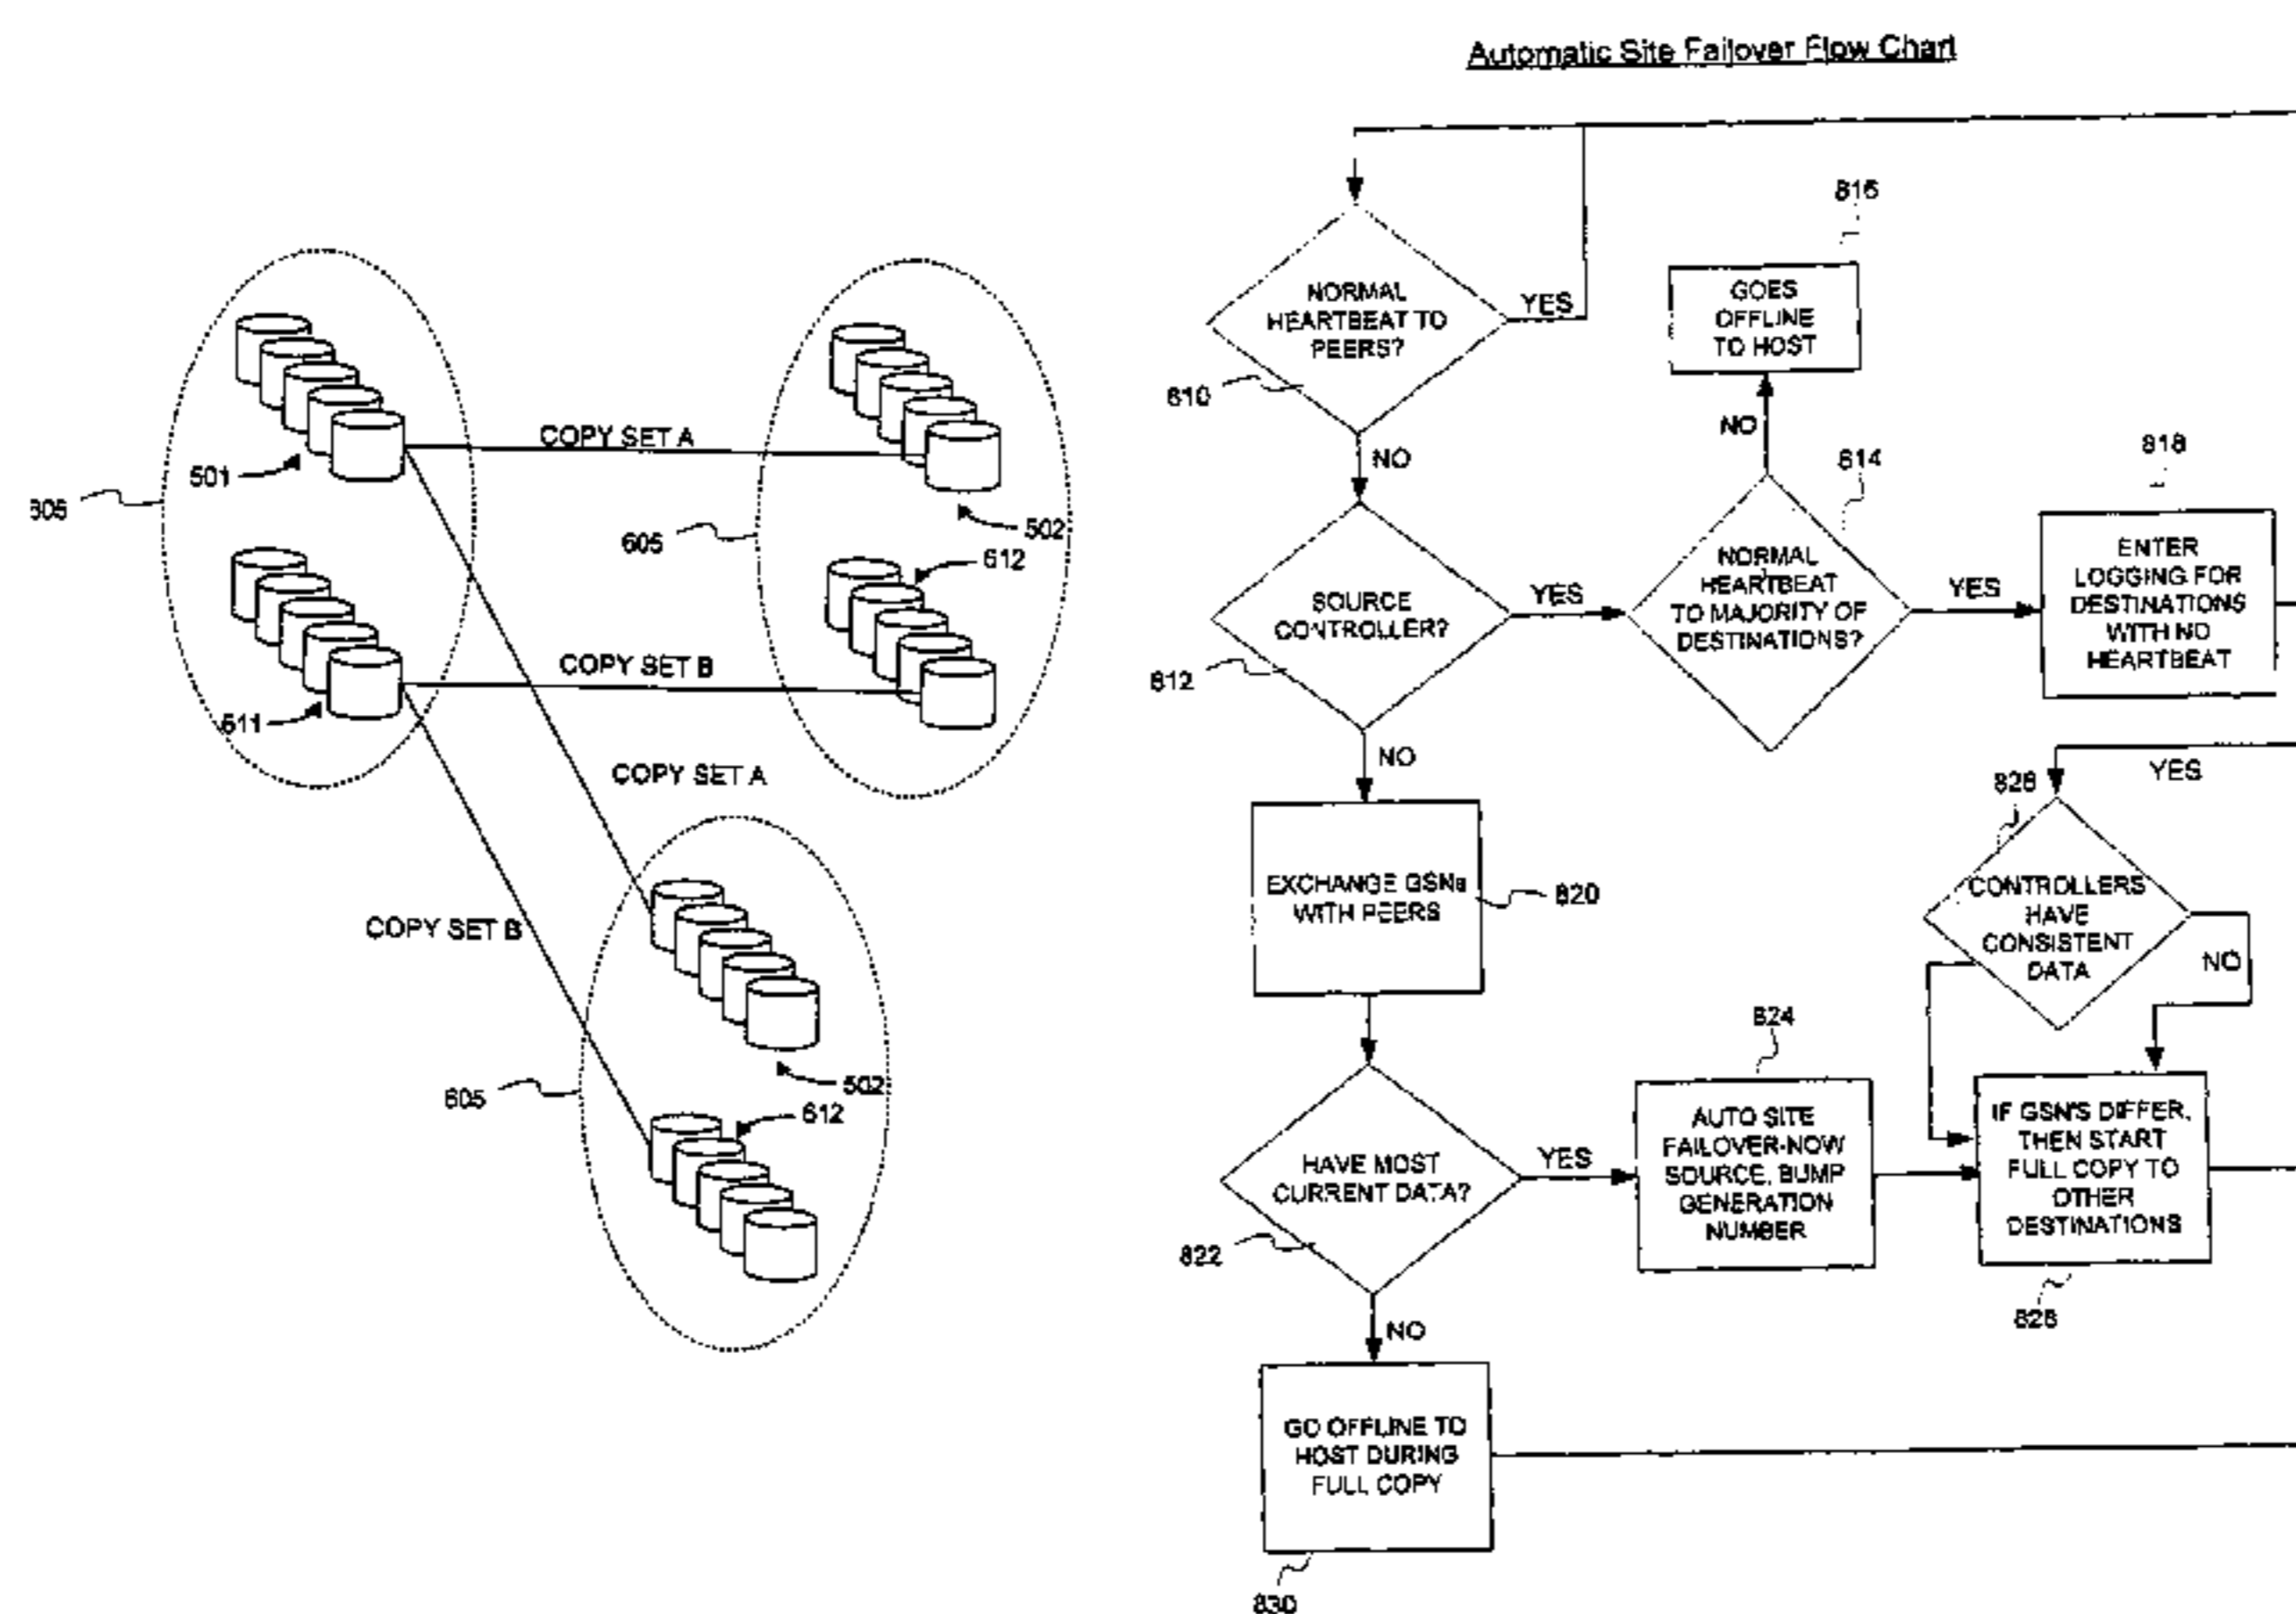 Automatic Site Failover Flow Chart
501
COPY SET A
502
605
605
612
COPY SET B
611
COPY SET A
COPY SET B
502
612
605
NORMAL
HEARTBEAT TO
PEERS?
YES
810
NO
816
GOES
OFFLINE
TO HOST
NO
814
SOURCE
CONTROLLER?
YES
812
NO
NORMAL
HEARTBEAT
TO MAJORITY OF
DESTINATIONS?
YES
818
ENTER
LOGGING FOR
DESTINATIONS
WITH NO
HEARTBEAT
YES
EXCHANGE GSNs
WITH PEERS
820
826
CONTROLLERS
HAVE
CONSISTENT
DATA
NO
HAVE MOST
CURRENT DATA?
YES
822
NO
824
AUTO SITE
FAILOVER-NOW
SOURCE, BUMP
GENERATION
NUMBER
IF GSN'S DIFFER,
THEN START
FULL COPY TO
OTHER
DESTINATIONS
828
GO OFFLINE TO
HOST DURING
FULL COPY
830